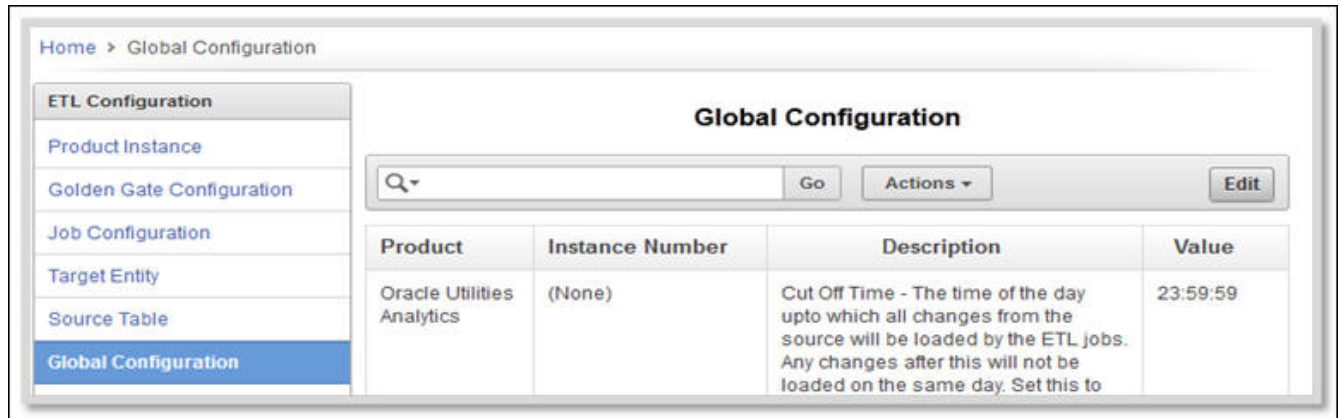 Home > Global Configuration
ETL Configuration
Product Instance
Golden Gate Configuration
Job Configuration
Target Entity
Source Table
Global Configuration
Global Configuration
Go
Actions
Edit
Product
Instance Number
Description
Value
Oracle Utilities
Analytics
(None)
Cut Off Time - The time of the day
upto which all changes from the
source will be loaded by the ETL jobs.
Any changes after this will not be
loaded on the same day. Set this to
23:59:59